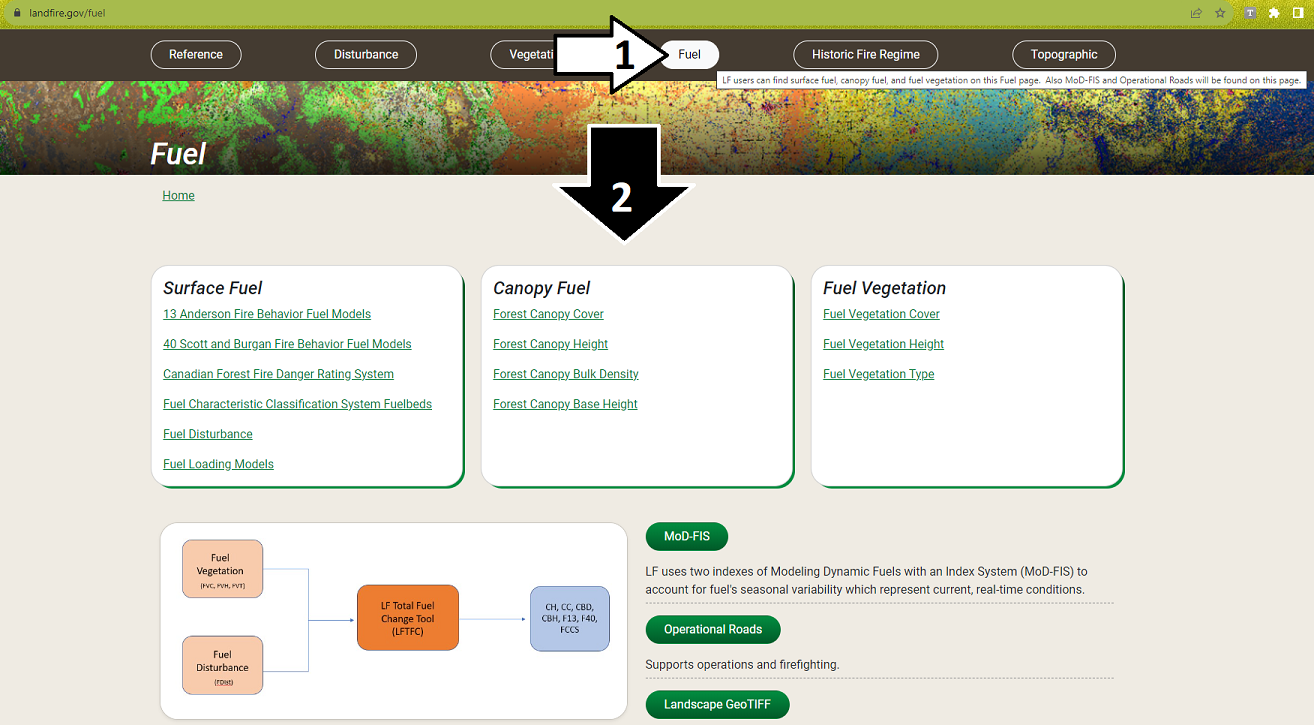 landfire.gov/fuel
T
Reference
Disturbance
Vegetati
1
Fuel
Historic Fire Regime
Topographic
LF users can find surface fuel, canopy fuel, and fuel vegetation on this Fuel page. Also MoD-FIS and Operational Roads will be found on this page.
Fuel
2
Home
Surface Fuel
13 Anderson Fire Behavior Fuel Models
40 Scott and Burgan Fire Behavior Fuel Models
Canadian Forest Fire Danger Rating System
Fuel Characteristic Classification System Fuelbeds
Fuel Disturbance
Fuel Loading Models
Canopy Fuel
Forest Canopy Cover
Forest Canopy Height
Forest Canopy Bulk Density
Forest Canopy Base Height
Fuel Vegetation
Fuel Vegetation Cover
Fuel Vegetation Height
Fuel Vegetation Type
Fuel
Vegetation
(FVC, FVH, FVT)
Fuel
Disturbance
(FDist)
LF Total Fuel
Change Tool
(LFTFC)
CH, CC, CBD,
CBH, F13, F40,
FCCS
MoD-FIS
LF uses two indexes of Modeling Dynamic Fuels with an Index System (MoD-FIS) to
account for fuel's seasonal variability which represent current, real-time conditions.
Operational Roads
Supports operations and firefighting.
Landscape GeoTIFF